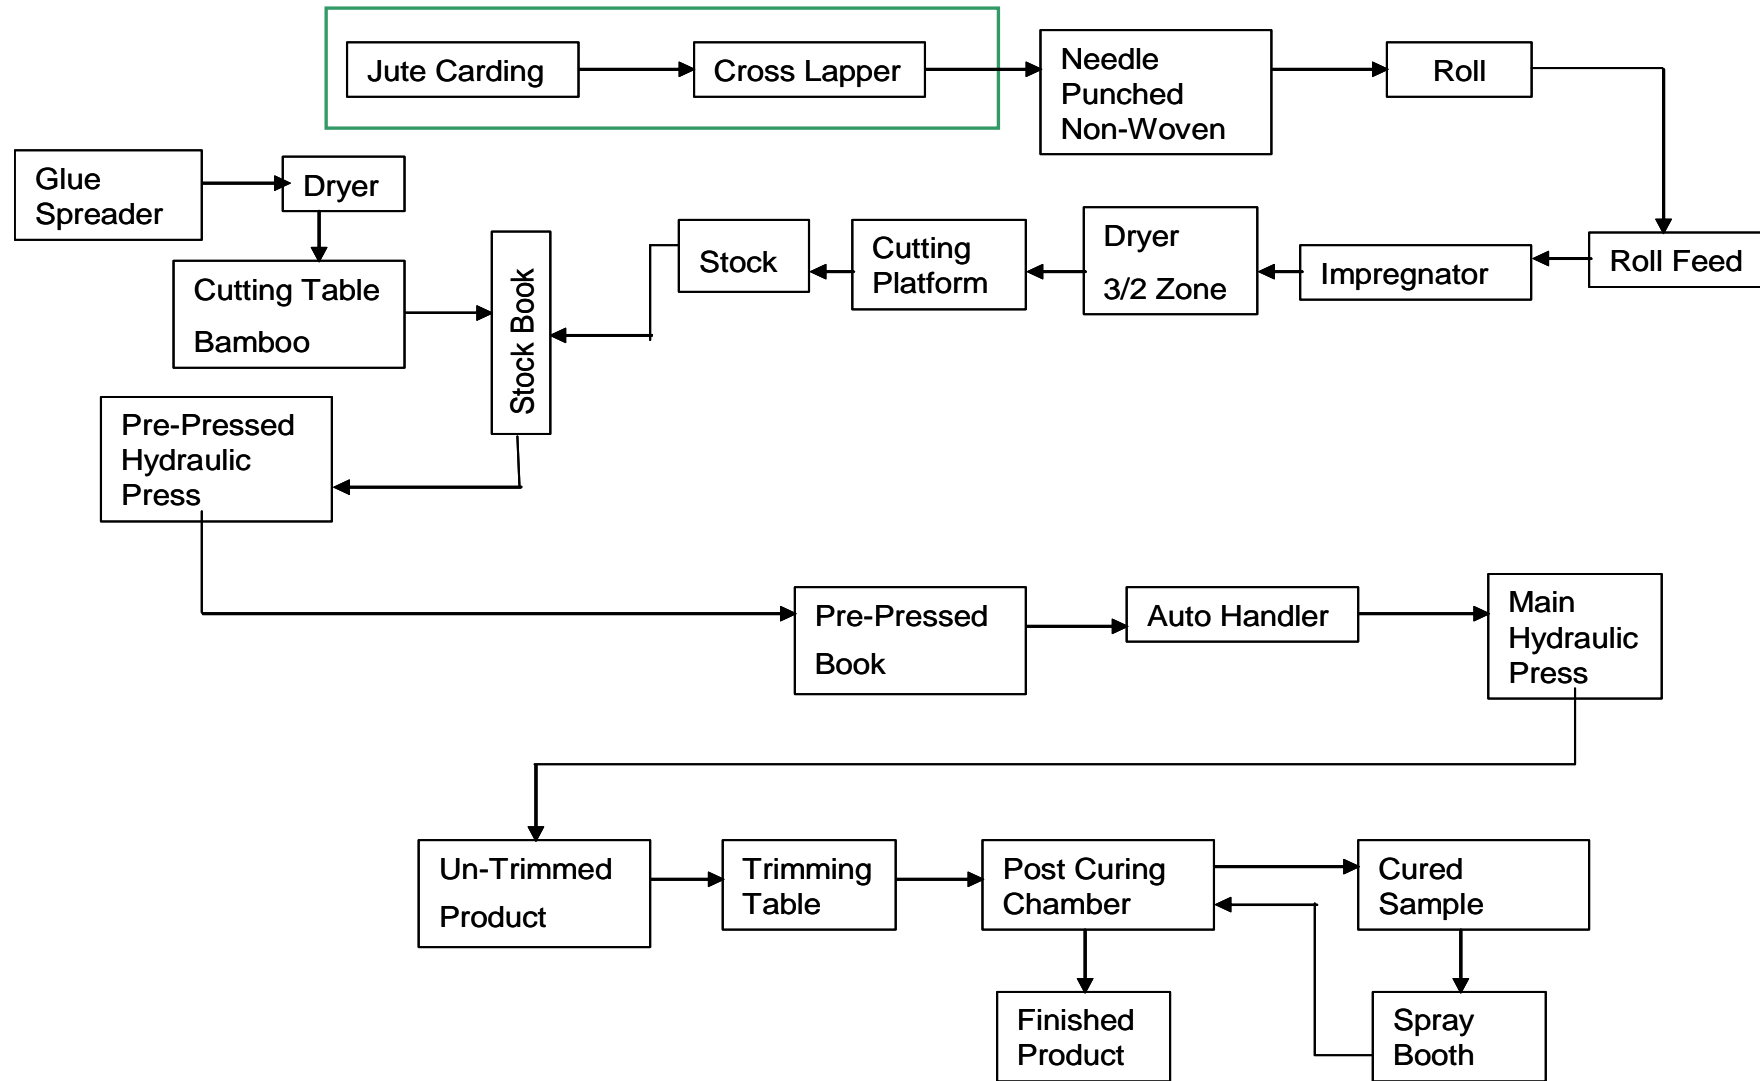 Jute Carding
Cross Lapper
Needle
Punched
Non-Woven
Roll
Glue
Spreader
Dryer
Cutting Table
Bamboo
Stock Book
Stock
Cutting
Platform
Dryer
3/2 Zone
Impregnator
Roll Feed
Pre-Pressed
Hydraulic
Press
Pre-Pressed
Book
Auto Handler
Main
Hydraulic
Press
Un-Trimmed
Product
Trimming
Table
Post Curing
Chamber
Cured
Sample
Finished
Product
Spray
Booth